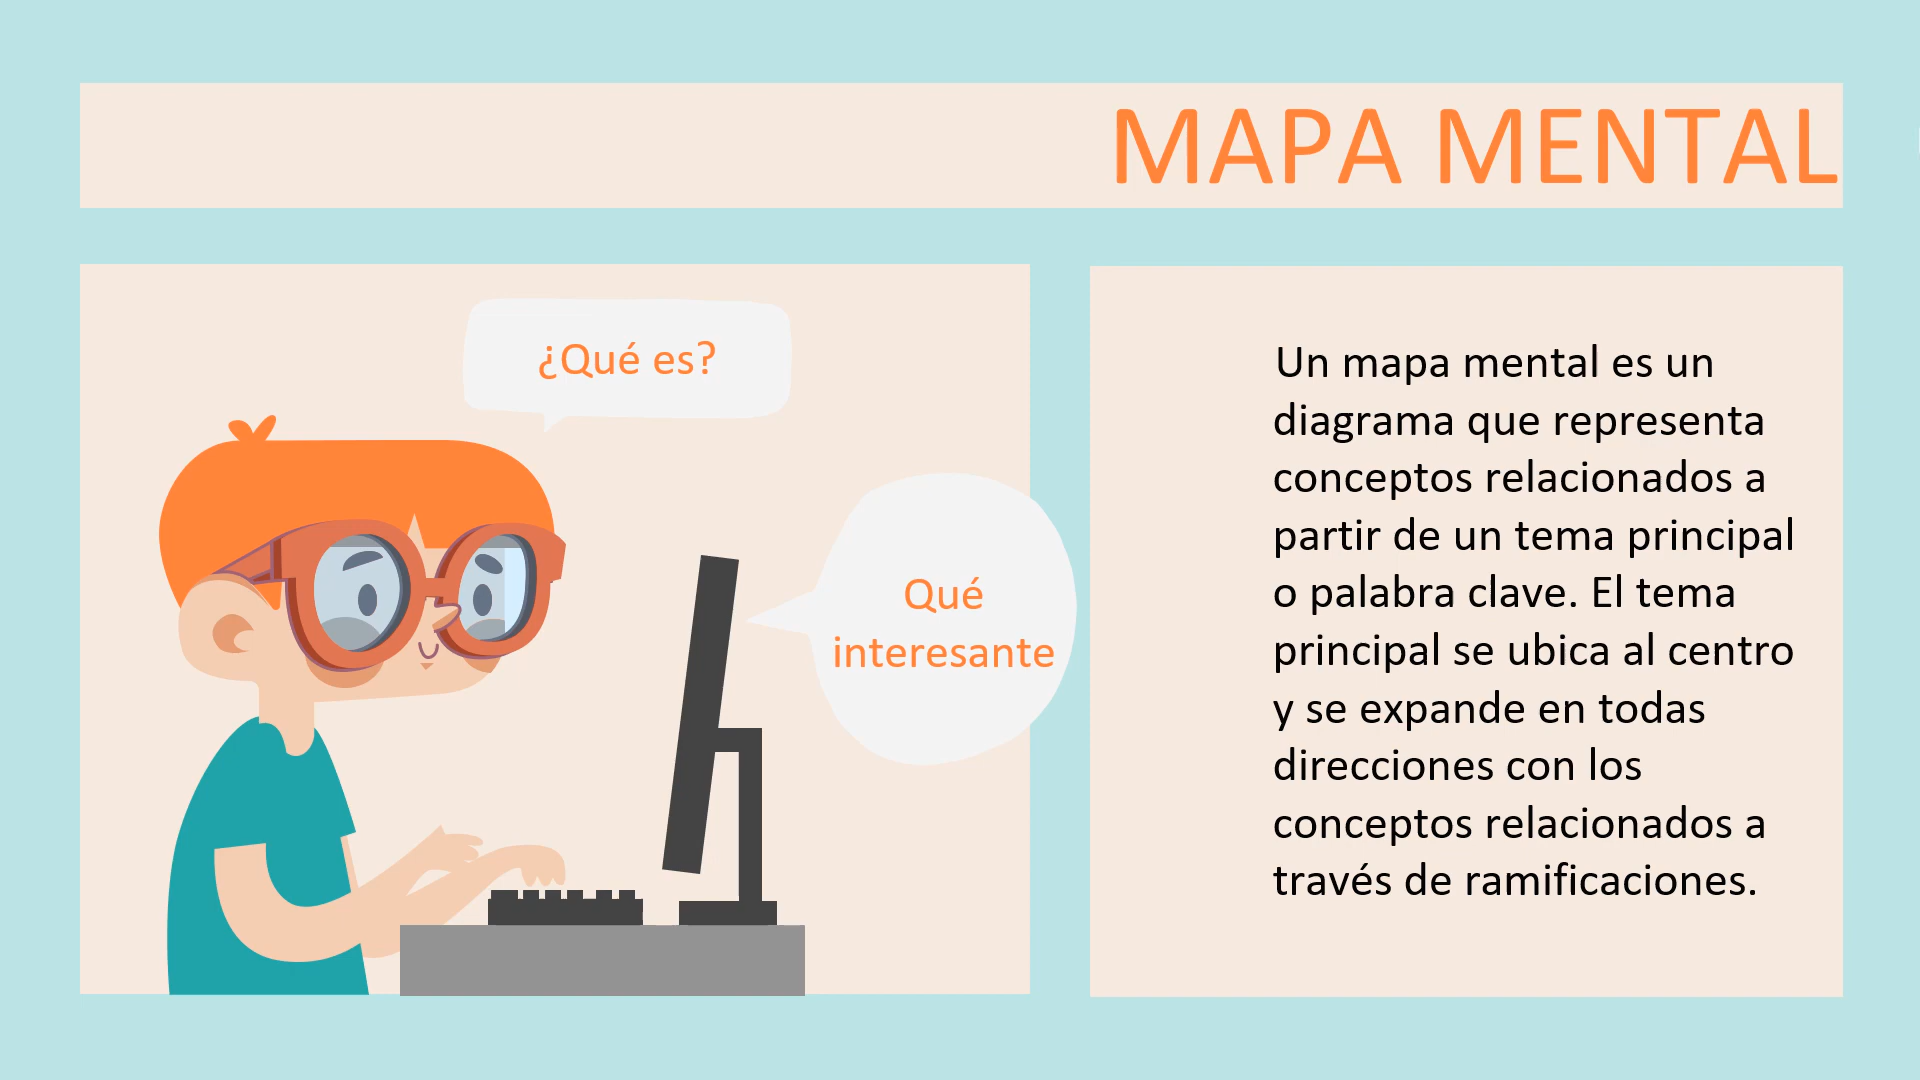 MAPA MENTAL
¿Qué es?
Qué
interesante
Un mapa mental es un
diagrama que representa
conceptos relacionados a
partir de un tema principal
o palabra clave. El tema
principal se ubica al centro
y se expande en todas
direcciones con los
conceptos relacionados a
través de ramificaciones.